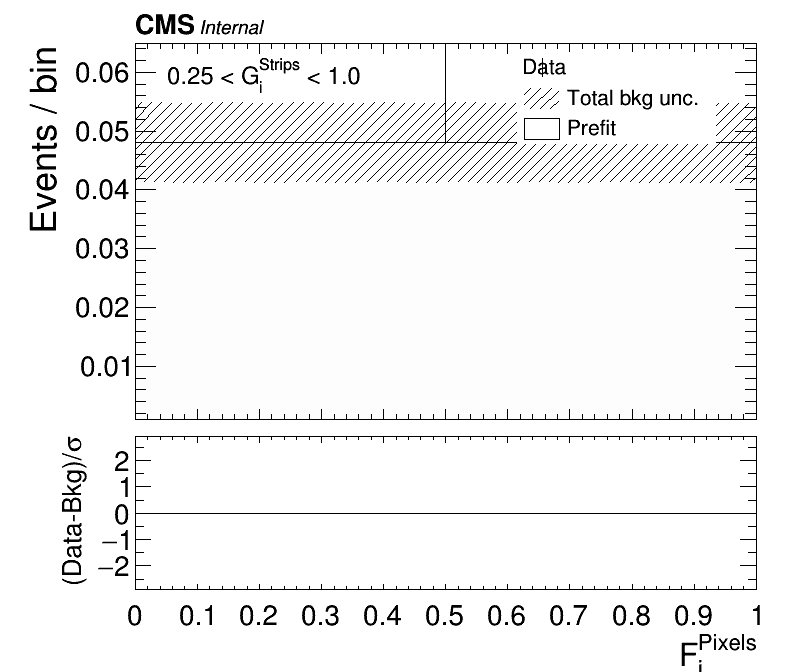 CMS Internal
Events / bin
0.25 < G_i^Strips < 1.0
Data
Total bkg unc.
Prefit
0.06
0.05
0.04
0.03
0.02
0.01
(Data-Bkg)/σ
2
1
0
−1
−2
0 0.1 0.2 0.3 0.4 0.5 0.6 0.7 0.8 0.9 1
F_i^Pixels